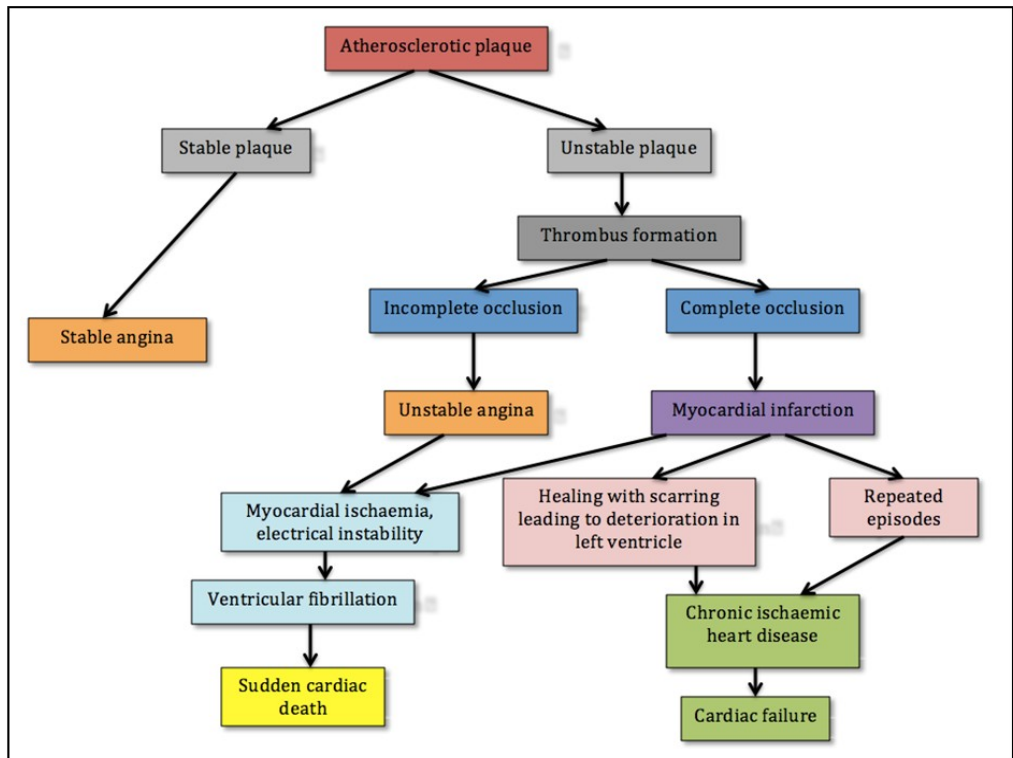 Atherosclerotic plaque
Stable plaque
Unstable plaque
Thrombus formation
Incomplete occlusion
Complete occlusion
Stable angina
Unstable angina
Myocardial infarction
Myocardial ischaemia,
electrical instability
Healing with scarring
leading to deterioration in
left ventricle
Repeated
episodes
Ventricular fibrillation
Chronic ischaemic
heart disease
Sudden cardiac
death
Cardiac failure